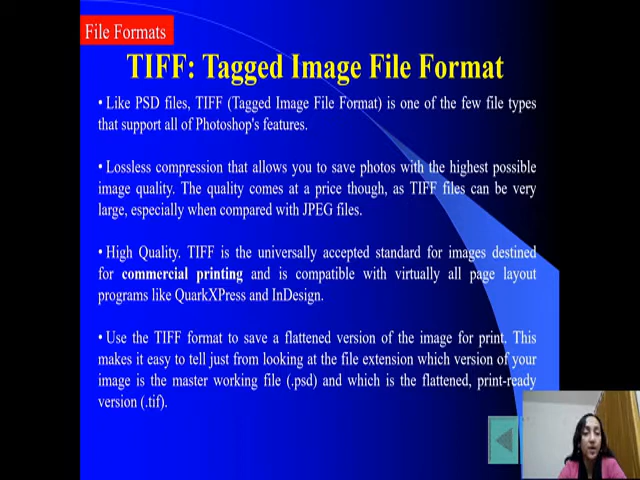 File Formats
TIFF: Tagged Image File Format
• Like PSD files, TIFF (Tagged Image File Format) is one of the few file types
that support all of Photoshop's features.
• Lossless compression that allows you to save photos with the highest possible
image quality. The quality comes at a price though, as TIFF files can be very
large, especially when compared with JPEG files.
• High Quality. TIFF is the universally accepted standard for images destined
for commercial printing and is compatible with virtually all page layout
programs like QuarkXPress and InDesign.
• Use the TIFF format to save a flattened version of the image for print. This
makes it easy to tell just from looking at the file extension which version of your
image is the master working file (.psd) and which is the flattened, print-ready
version (.tif).